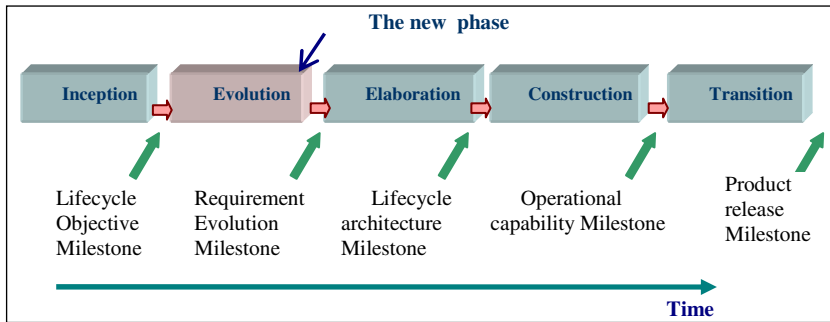 The new phase
Inception
Evolution
Elaboration
Construction
Transition
Lifecycle
Objective
Milestone
Requirement
Evolution
Milestone
Lifecycle
architecture
Milestone
Operational
capability Milestone
Product
release
Milestone
Time